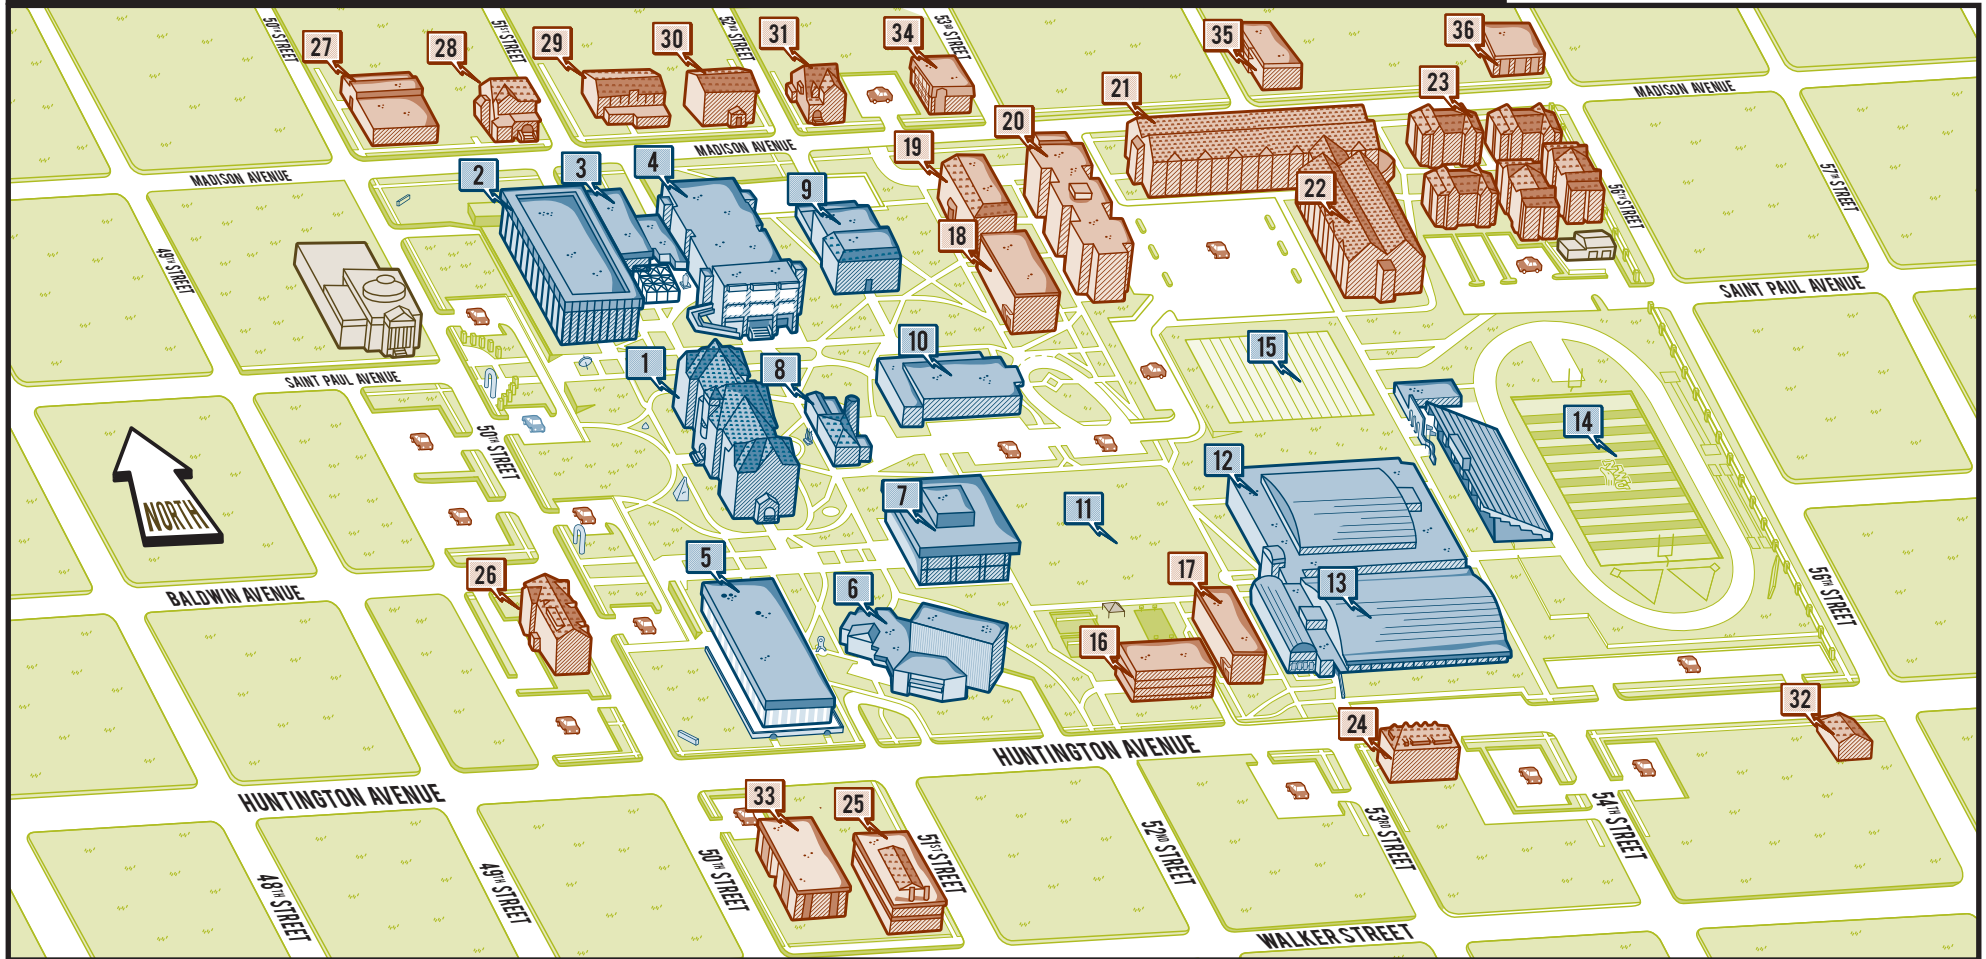 50TH STREET
51ST STREET
52ND STREET
53RD STREET
27
28
29
30
31
34
35
36
MADISON AVENUE
21
23
20
19
MADISON AVENUE
MADISON AVENUE
2
3
4
9
22
18
57TH STREET
56TH STREET
49TH STREET
SAINT PAUL AVENUE
1
8
10
15
SAINT PAUL AVENUE
14
50TH STREET
NORTH
12
7
11
5
6
17
13
26
BALDWIN AVENUE
16
56TH STREET
32
24
HUNTINGTON AVENUE
HUNTINGTON AVENUE
33
25
48TH STREET
49TH STREET
50TH STREET
51ST STREET
52ND STREET
53RD STREET
54TH STREET
WALKER STREET